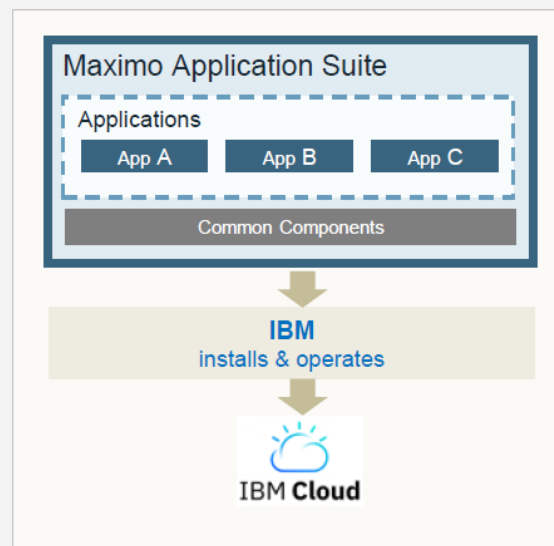 Maximo Application Suite
Applications
App A
App B
App C
Common Components
IBM
installs & operates
IBM Cloud